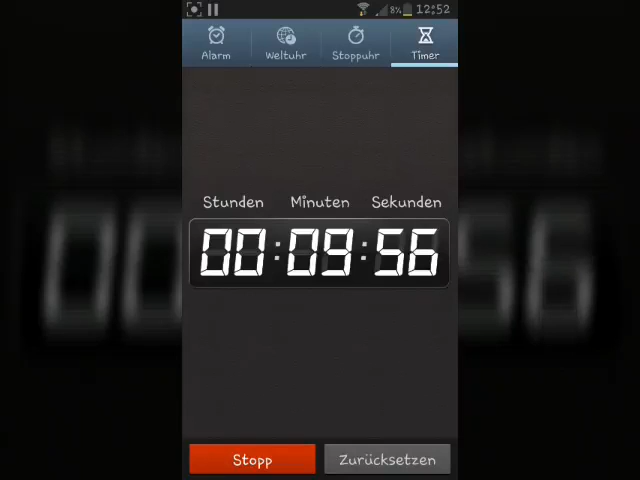 8% 12:52
Alarm Weltuhr Stoppuhr Timer
Stunden Minuten Sekunden
00:09:56
Stopp Zurücksetzen